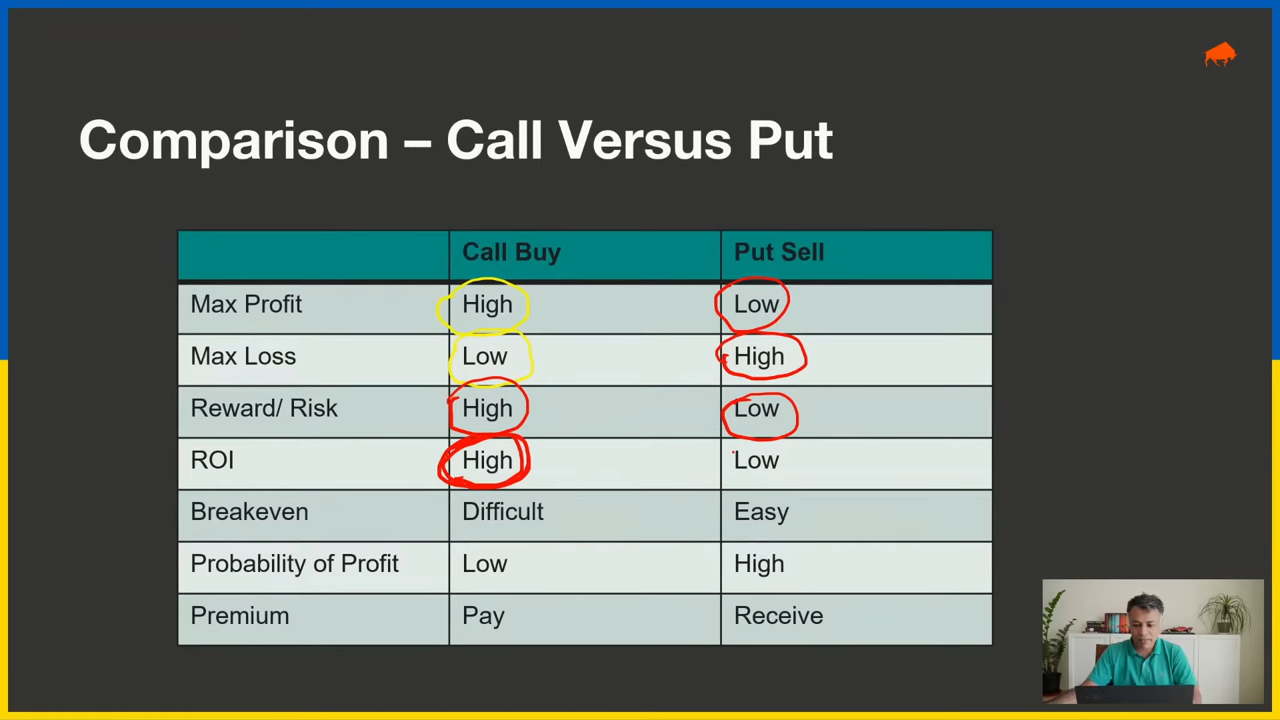 Comparison – Call Versus Put
Call Buy Put Sell
Max Profit High Low
Max Loss Low High
Reward/ Risk High Low
ROI High Low
Breakeven Difficult Easy
Probability of Profit Low High
Premium Pay Receive